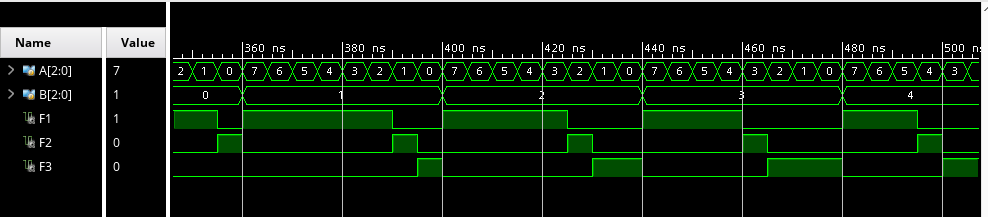 Name Value 360 ns 380 ns 400 ns 420 ns 440 ns 460 ns 480 ns 500 ns
A[2:0] 7 2 1 0 7 6 5 4 3 2 1 0 7 6 5 4 3 2 1 0 7 6 5 4 3 2 1 0 7 6 5 4 3
B[2:0] 1 0 1 2 3 4
F1 1
F2 0
F3 0